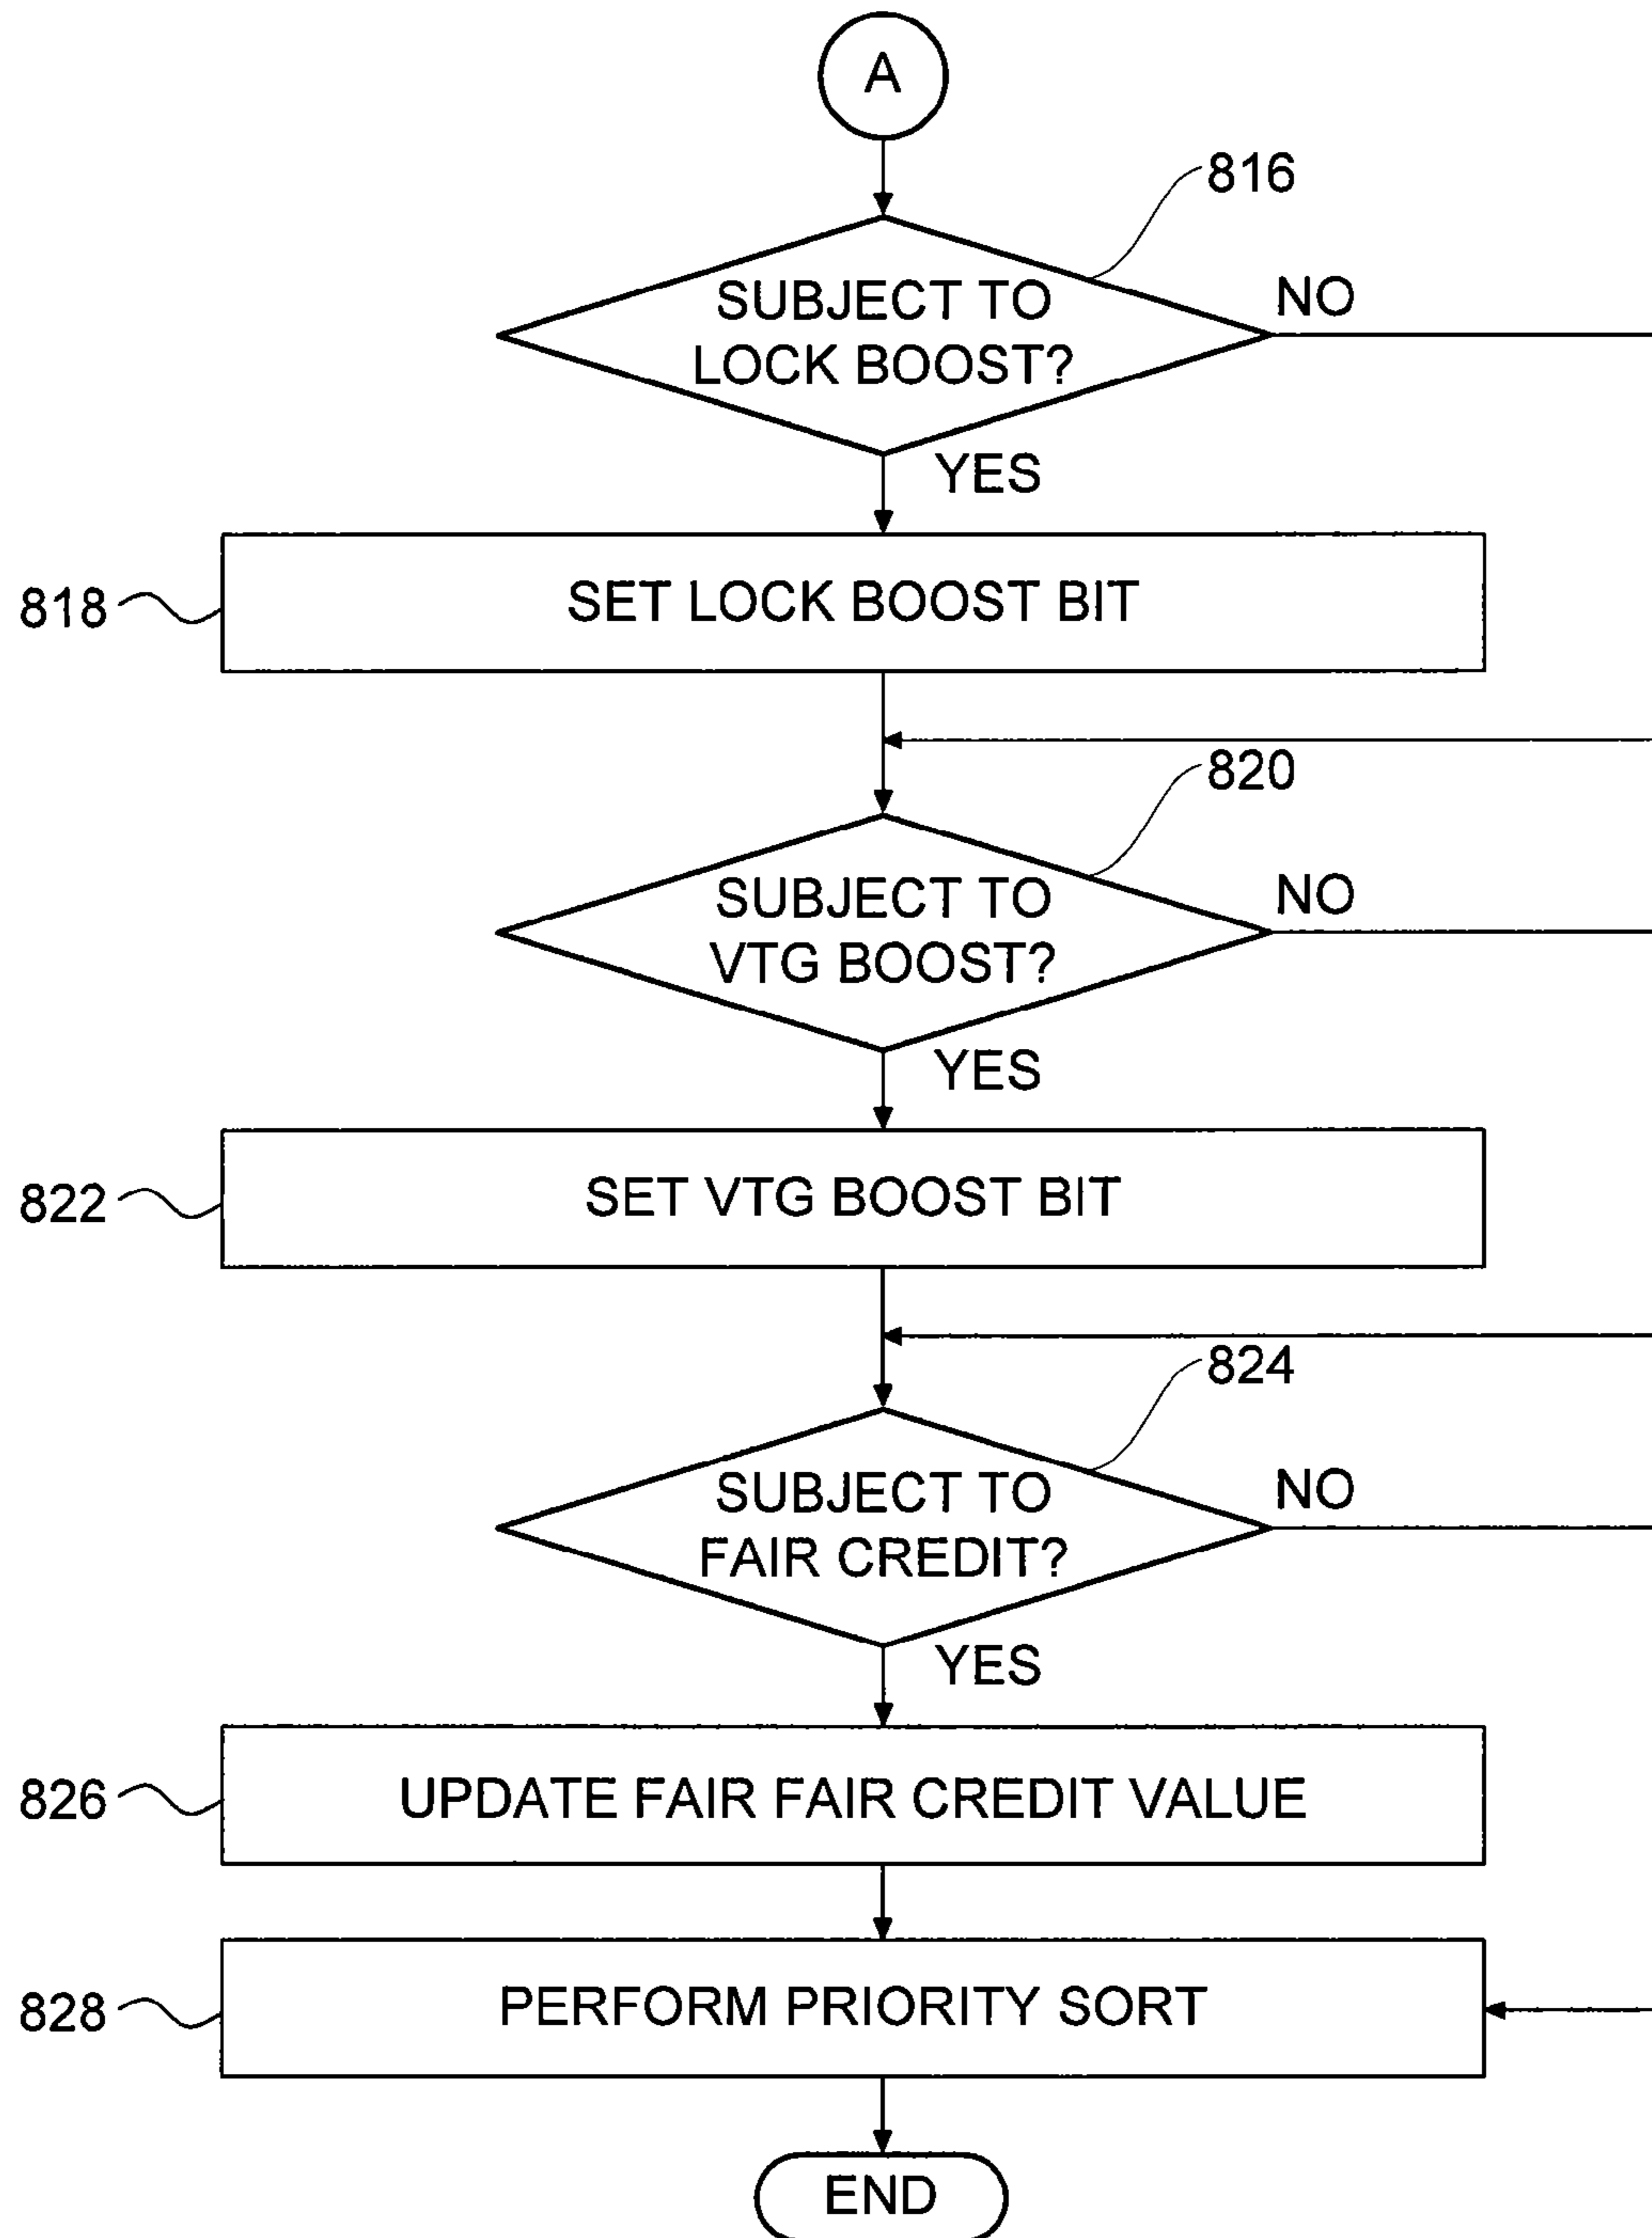 A
816
SUBJECT TO
LOCK BOOST?
NO
YES
818
SET LOCK BOOST BIT
820
SUBJECT TO
VTG BOOST?
NO
YES
822
SET VTG BOOST BIT
824
SUBJECT TO
FAIR CREDIT?
NO
YES
826
UPDATE FAIR FAIR CREDIT VALUE
828
PERFORM PRIORITY SORT
END